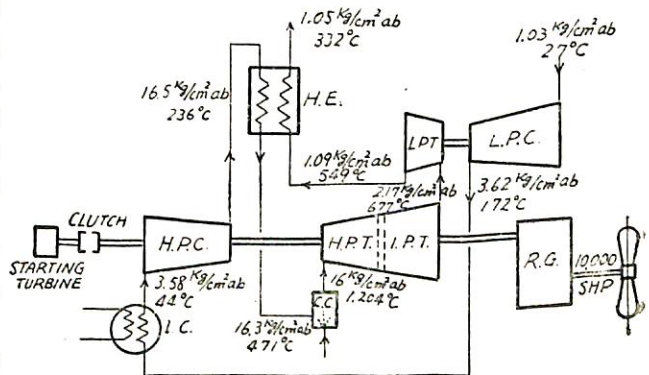 1.05 Kg/cm² ab
332°C
1.03 Kg/cm² ab
27°C
16.5 Kg/cm² ab
236°C
H.E.
LPT
L.P.C.
1.09 Kg/cm² ab
549°C
2.17 Kg/cm² ab
677°C
3.62 Kg/cm² ab
172°C
CLUTCH
STARTING
TURBINE
H.P.C.
H.P.T.
I.P.T.
R.G.
10,000
SHP
3.58 Kg/cm² ab
44°C
I.C.
C.C
16 Kg/cm² ab
1.204°C
16.3 Kg/cm² ab
471°C